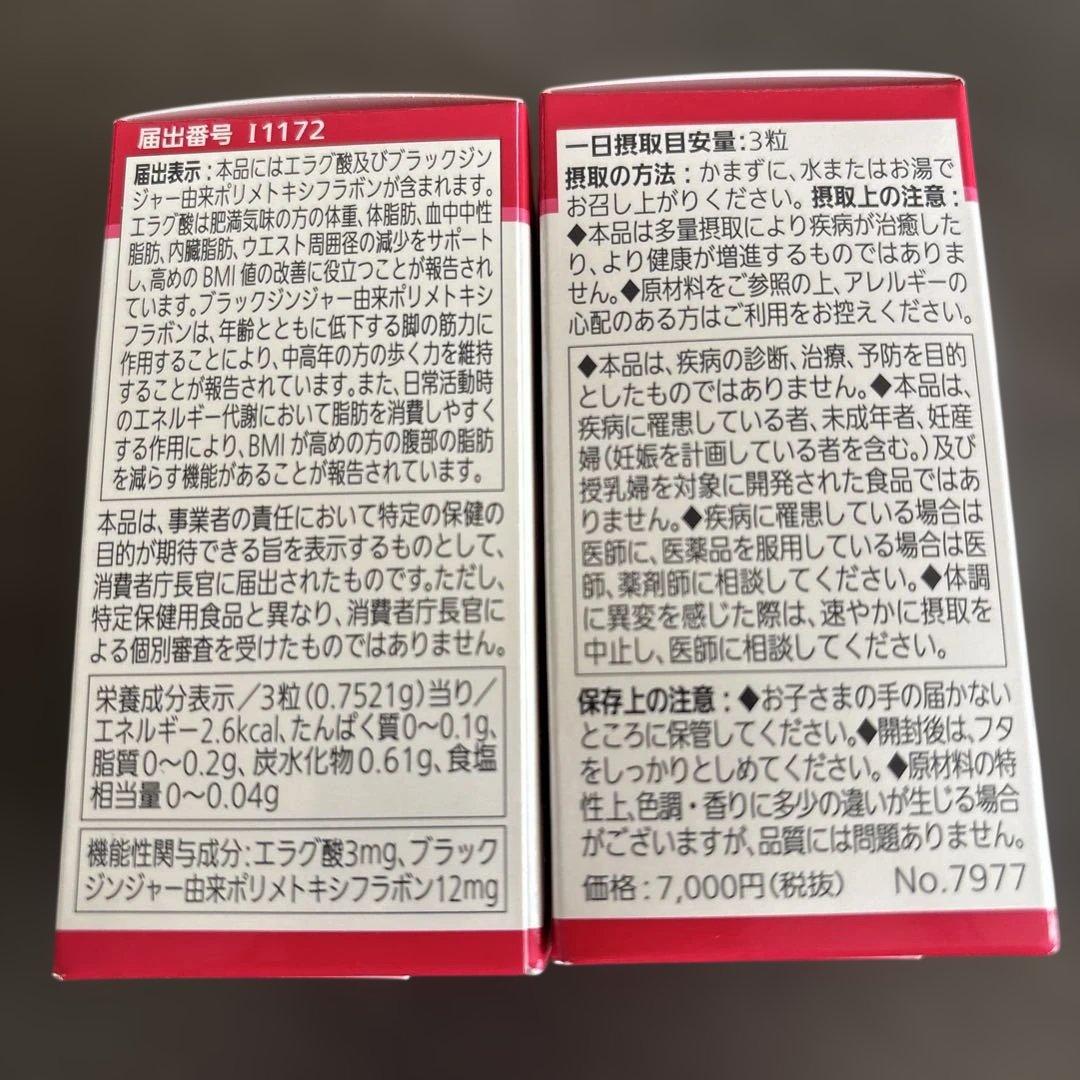 届出番号 I1172
届出表示：本品にはエラグ酸及びブラックジン
ジャー由来ポリメトキシフラボンが含まれます。
エラグ酸は肥満気味の方の体重、体脂肪、血中中性
脂肪、内臓脂肪、ウエスト周囲径の減少をサポート
し、高めのBMI値の改善に役立つことが報告され
ています。ブラックジンジャー由来ポリメトキシ
フラボンは、年齢とともに低下する脚の筋力に
作用することにより、中高年の方の歩く力を維持
することが報告されています。また、日常活動時
のエネルギー代謝において脂肪を消費しやすく
する作用により、BMIが高めの方の腹部の脂肪
を減らす機能があることが報告されています。
本品は、事業者の責任において特定の保健の
目的が期待できる旨を表示するものとして、
消費者庁長官に届出されたものです。ただし、
特定保健用食品と異なり、消費者庁長官に
よる個別審査を受けたものではありません。
栄養成分表示／3粒(0.7521g)当り／
エネルギー2.6kcal、たんぱく質0〜0.1g、
脂質0〜0.2g、炭水化物0.61g、食塩
相当量0〜0.04g
機能性関与成分：エラグ酸3mg、ブラック
ジンジャー由来ポリメトキシフラボン12mg
一日摂取目安量：3粒
摂取の方法：かまずに、水またはお湯で
お召し上がりください。摂取上の注意：
◆本品は多量摂取により疾病が治癒した
り、より健康が増進するものではありま
せん。◆原材料をご参照の上、アレルギーの
心配のある方はご利用をお控えください。
◆本品は、疾病の診断、治療、予防を目的
としたものではありません。◆本品は、
疾病に罹患している者、未成年者、妊産
婦(妊娠を計画している者を含む。)及び
授乳婦を対象に開発された食品ではあ
りません。◆疾病に罹患している場合は
医師に、医薬品を服用している場合は医
師、薬剤師に相談してください。◆体調
に異変を感じた際は、速やかに摂取を
中止し、医師に相談してください。
保存上の注意：◆お子さまの手の届かない
ところに保管してください。◆開封後は、フタ
をしっかりとしめてください。◆原材料の特
性上、色調・香りに多少の違いが生じる場合
がございますが、品質には問題ありません。
価格：7,000円(税抜) No.7977